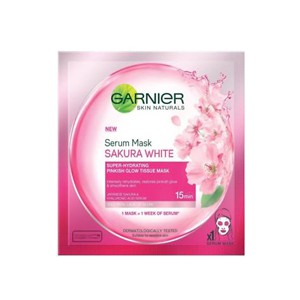 GARNIER
SKIN NATURALS
NEW
Serum Mask
SAKURA WHITE
SUPER-HYDRATING
PINKISH GLOW TISSUE MASK
15min
1 MASK = 1 WEEK OF SERUM*
DERMATOLOGICALLY TESTED
x1